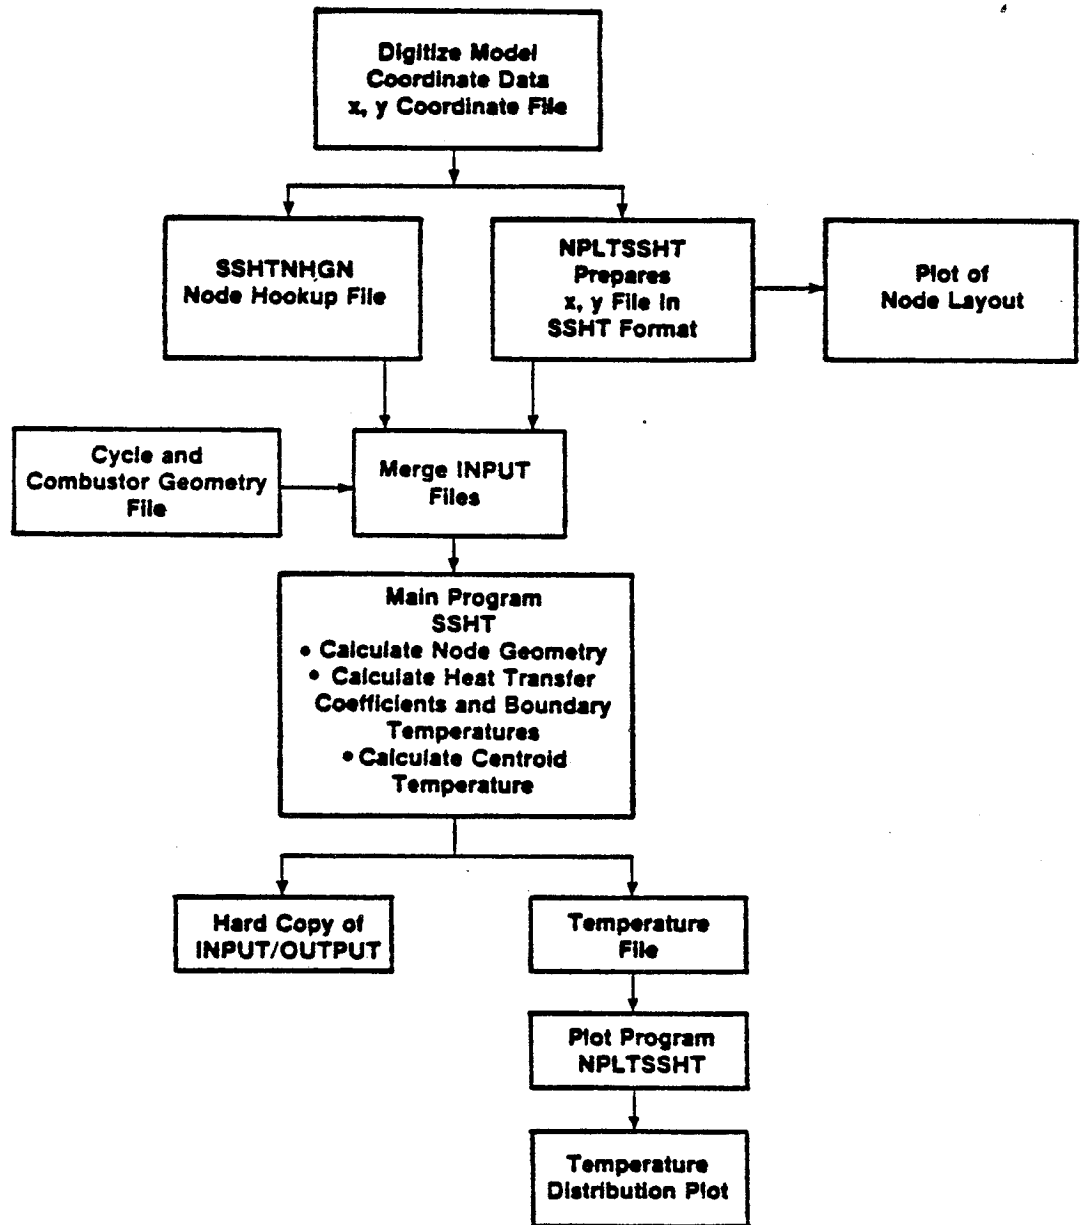 Digitize Model
Coordinate Data
x, y Coordinate File
SSHTNHGN
Node Hookup File
NPLTSSHT
Prepares
x, y File in
SSHT Format
Plot of
Node Layout
Cycle and
Combustor Geometry
File
Merge INPUT
Files
Main Program
SSHT
• Calculate Node Geometry
• Calculate Heat Transfer
Coefficients and Boundary
Temperatures
• Calculate Centroid
Temperature
Hard Copy of
INPUT/OUTPUT
Temperature
File
Plot Program
NPLTSSHT
Temperature
Distribution Plot